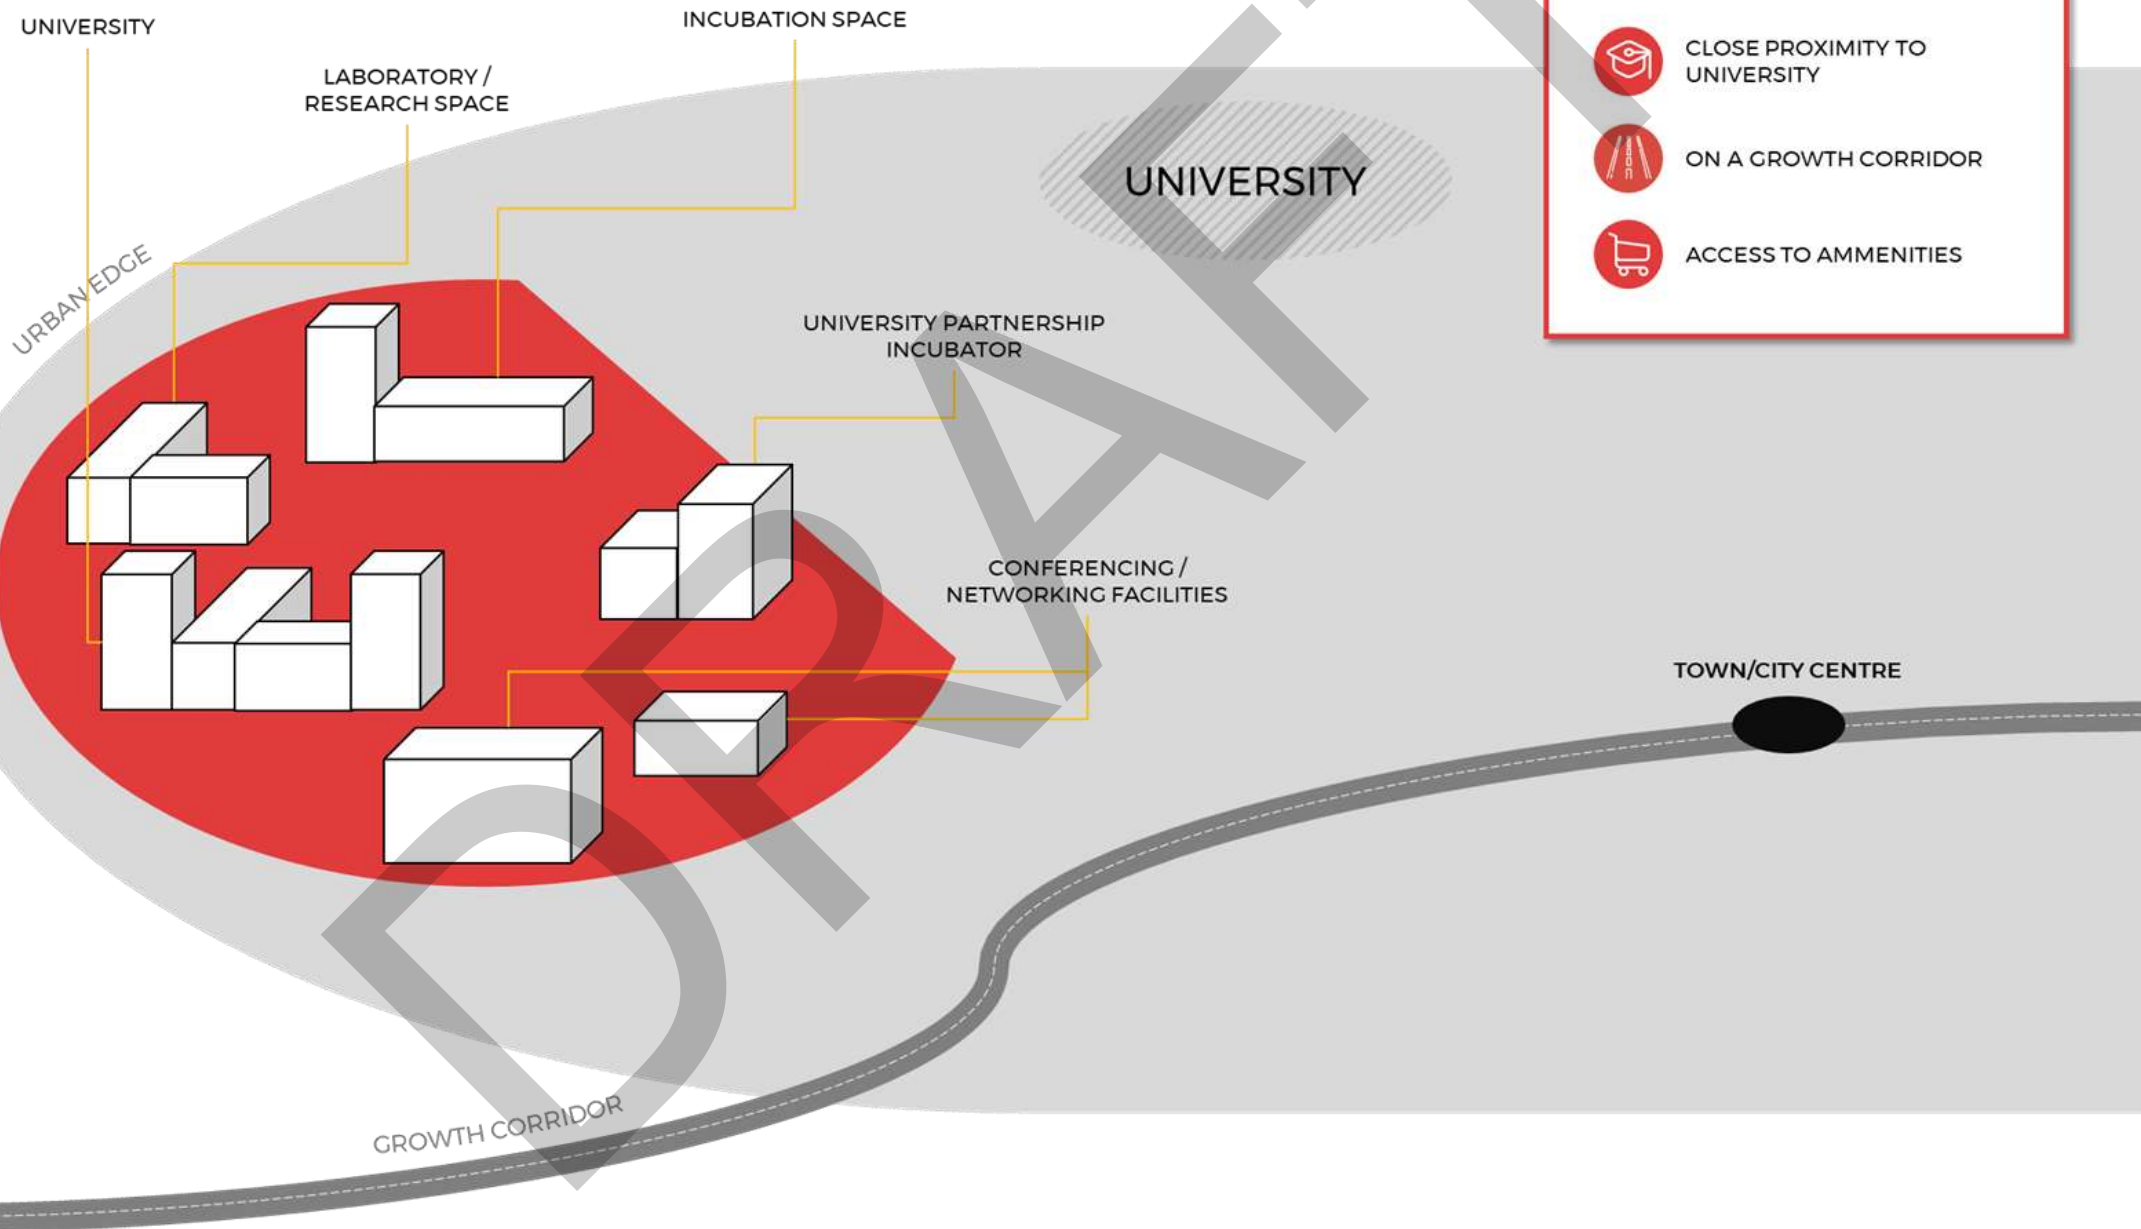 UNIVERSITY
INCUBATION SPACE
LABORATORY /
RESEARCH SPACE
CLOSE PROXIMITY TO
UNIVERSITY
ON A GROWTH CORRIDOR
ACCESS TO AMMENITIES
UNIVERSITY
URBAN EDGE
UNIVERSITY PARTNERSHIP
INCUBATOR
CONFERENCING /
NETWORKING FACILITIES
TOWN/CITY CENTRE
GROWTH CORRIDOR
DRAFT